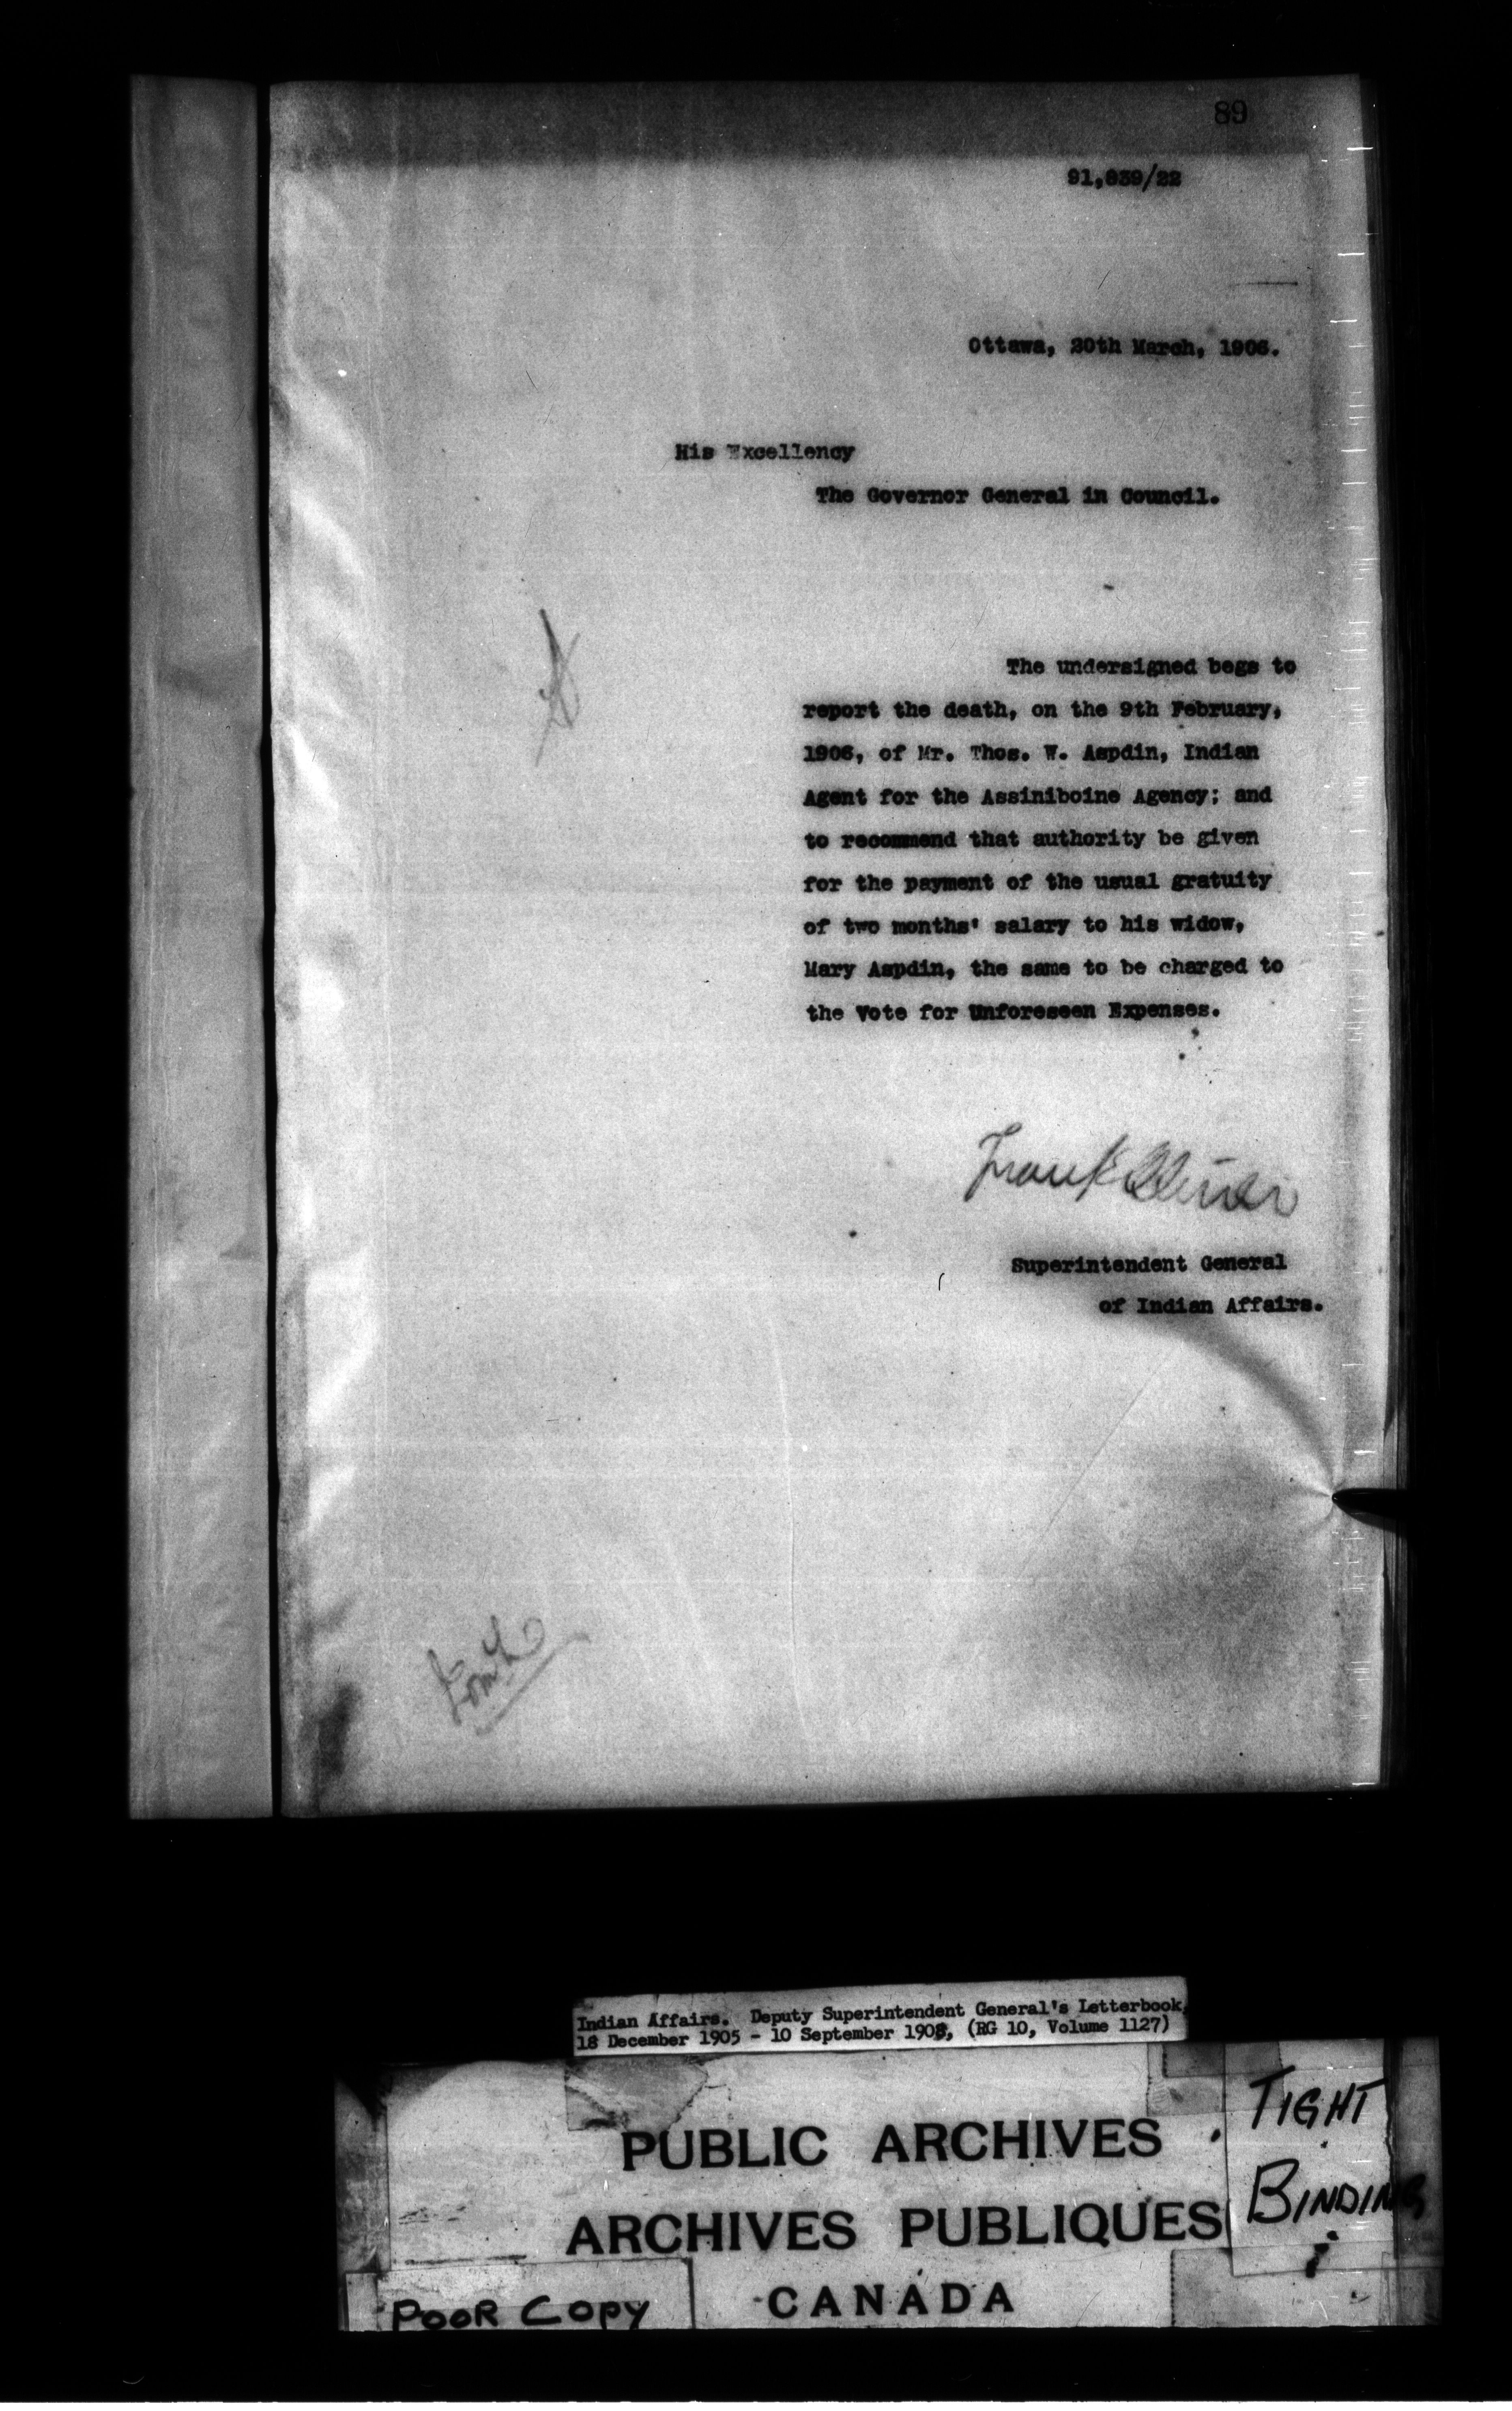 89
91,839/22
Ottawa, 20th March, 1906.
His Excellency
The Governor General in Council.
The undersigned begs to
report the death, on the 9th February,
1906, of Mr. Thos. W. Aspdin, Indian
Agent for the Assiniboine Agency; and
to recommend that authority be given
for the payment of the usual gratuity
of two months' salary to his widow,
Mary Aspdin, the same to be charged to
the Vote for Unforeseen Expenses.
Frank Oliver
Superintendent General
of Indian Affairs.
Indian Affairs. Deputy Superintendent General's Letterbook,
18 December 1905 - 10 September 1908, (RG 10, Volume 1127)
PUBLIC ARCHIVES
ARCHIVES PUBLIQUES
CANADA
TIGHT
BINDING
POOR COPY